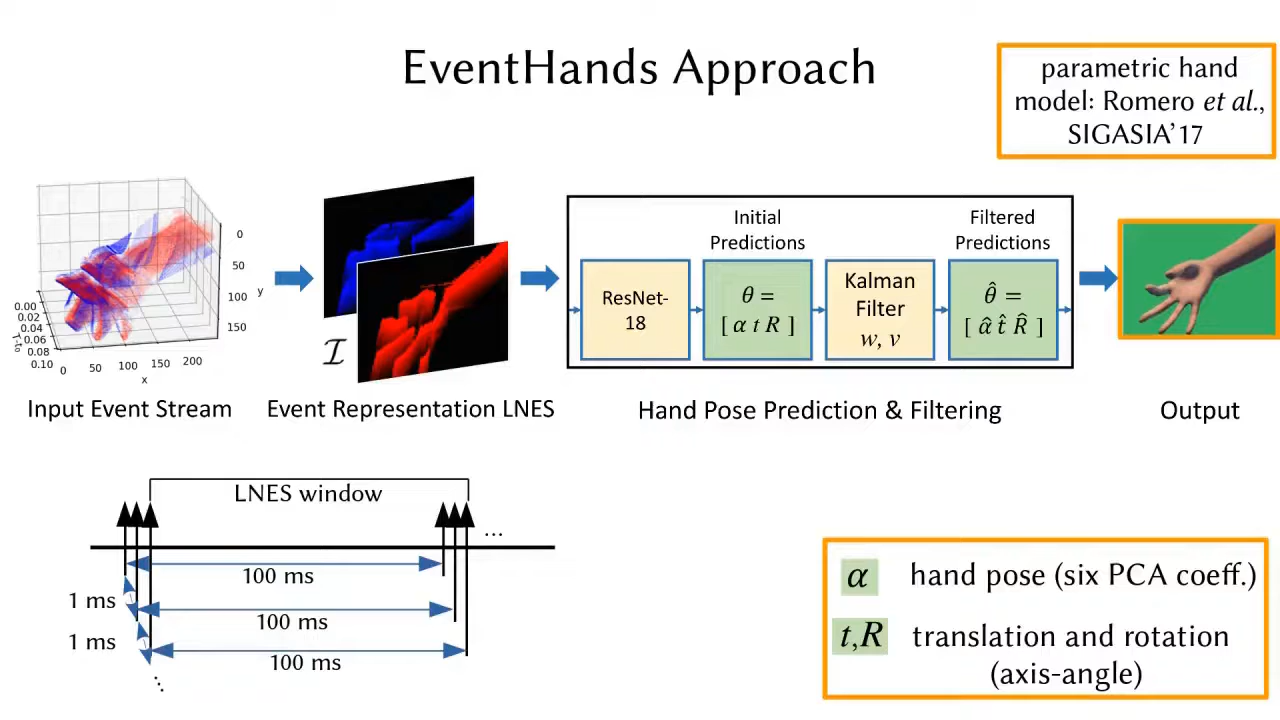 EventHands Approach
parametric hand
model: Romero et al.,
SIGASIA'17
0
50
100
150
y
0.00
0.02
0.04
0.06
0.08
0.10
T-t₀
0
50
100
150
200
x
Input Event Stream
ℐ
Event Representation LNES
ResNet-
18
Initial
Predictions
θ =
[ α t R ]
Kalman
Filter
w, v
Filtered
Predictions
θ̂ =
[ α̂ t̂ R̂ ]
Hand Pose Prediction & Filtering
Output
LNES window
...
100 ms
1 ms
100 ms
1 ms
100 ms
...
α hand pose (six PCA coeff.)
t,R translation and rotation
(axis-angle)